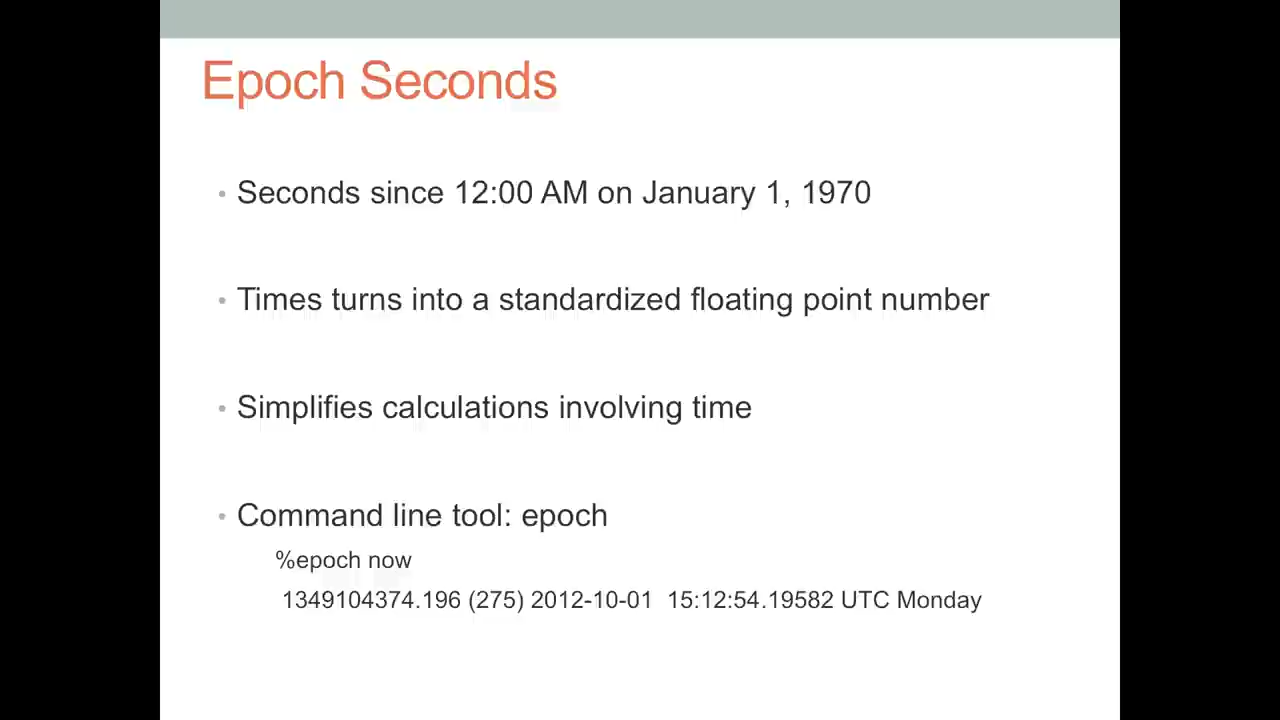 Epoch Seconds
• Seconds since 12:00 AM on January 1, 1970
• Times turns into a standardized floating point number
• Simplifies calculations involving time
• Command line tool: epoch
%epoch now
1349104374.196 (275) 2012-10-01  15:12:54.19582 UTC Monday